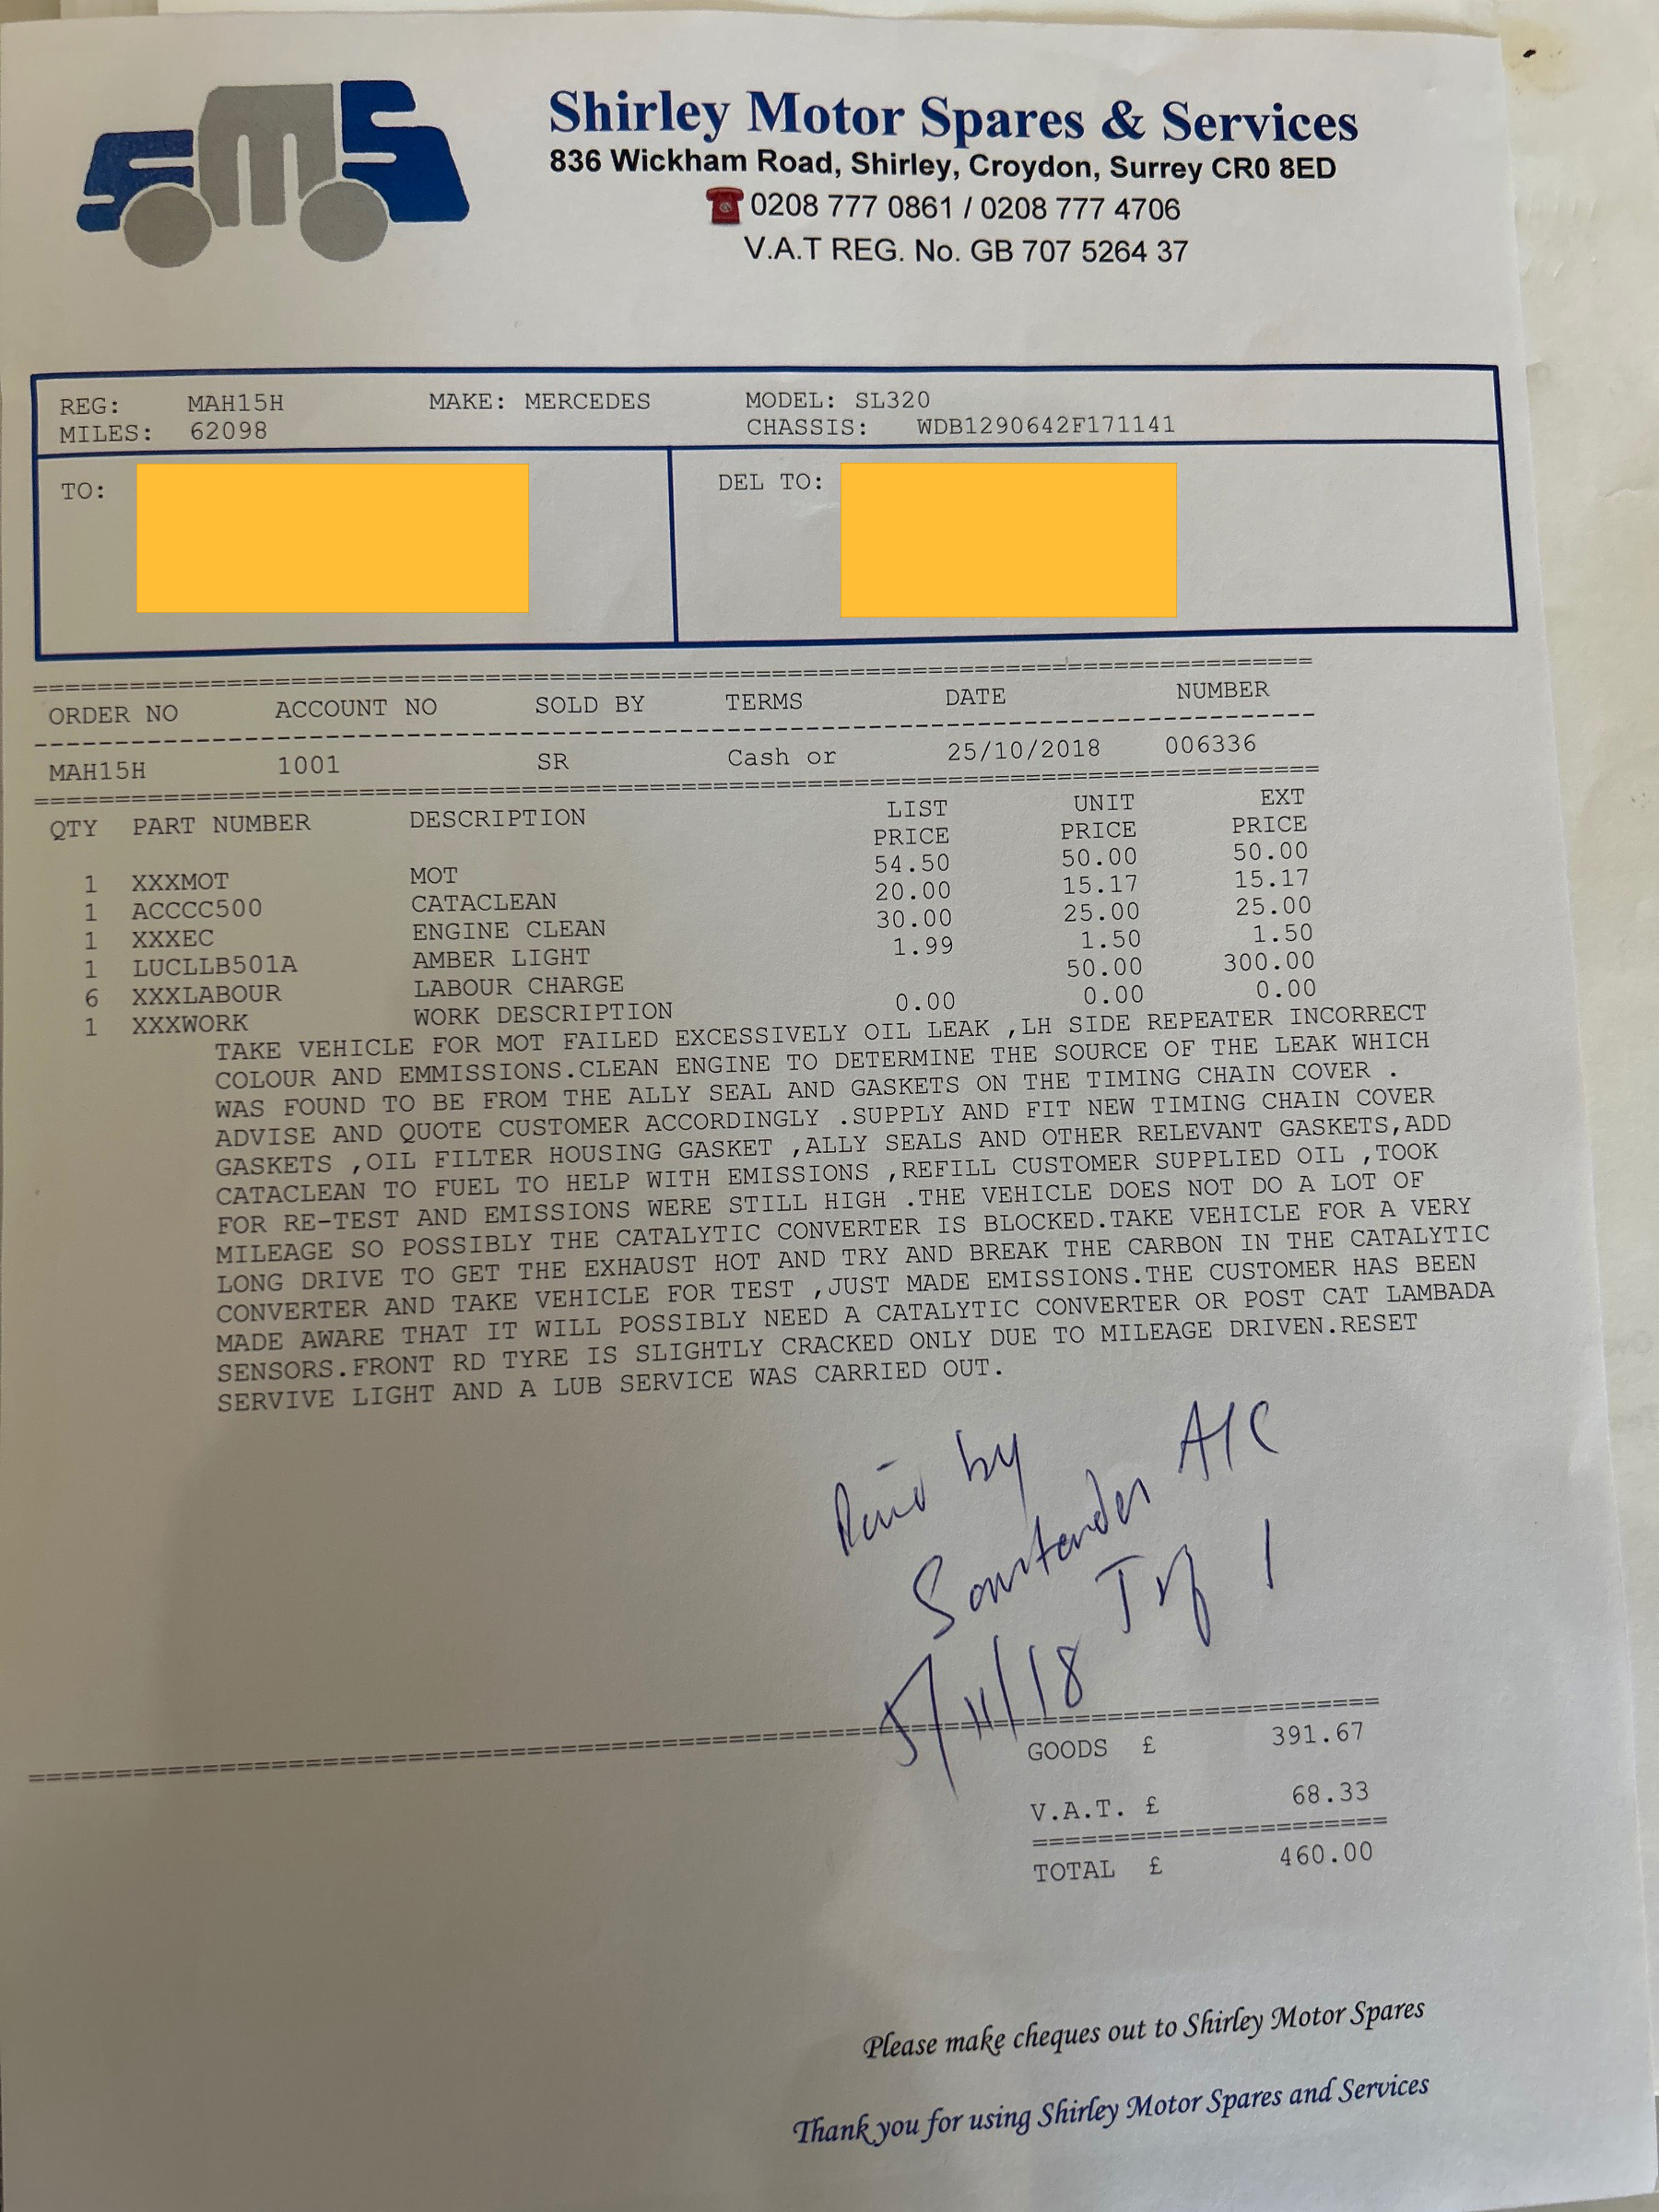 SMS
Shirley Motor Spares & Services
836 Wickham Road, Shirley, Croydon, Surrey CR0 8ED
0208 777 0861 / 0208 777 4706
V.A.T REG. No. GB 707 5264 37
REG: MAH15H MAKE: MERCEDES MODEL: SL320
MILES: 62098 CHASSIS: WDB1290642F171141
TO: DEL TO:
ORDER NO ACCOUNT NO SOLD BY TERMS DATE NUMBER
MAH15H 1001 SR Cash or 25/10/2018 006336
QTY PART NUMBER DESCRIPTION LIST PRICE UNIT PRICE EXT PRICE
1 XXXMOT MOT 54.50 50.00 50.00
1 ACCCC500 CATACLEAN 20.00 15.17 15.17
1 XXXEC ENGINE CLEAN 30.00 25.00 25.00
1 LUCLLB501A AMBER LIGHT 1.99 1.50 1.50
6 XXXLABOUR LABOUR CHARGE 50.00 300.00
1 XXXWORK WORK DESCRIPTION 0.00 0.00 0.00
TAKE VEHICLE FOR MOT FAILED EXCESSIVELY OIL LEAK ,LH SIDE REPEATER INCORRECT
COLOUR AND EMMISSIONS.CLEAN ENGINE TO DETERMINE THE SOURCE OF THE LEAK WHICH
WAS FOUND TO BE FROM THE ALLY SEAL AND GASKETS ON THE TIMING CHAIN COVER .
ADVISE AND QUOTE CUSTOMER ACCORDINGLY .SUPPLY AND FIT NEW TIMING CHAIN COVER
GASKETS ,OIL FILTER HOUSING GASKET ,ALLY SEALS AND OTHER RELEVANT GASKETS,ADD
CATACLEAN TO FUEL TO HELP WITH EMISSIONS ,REFILL CUSTOMER SUPPLIED OIL ,TOOK
FOR RE-TEST AND EMISSIONS WERE STILL HIGH .THE VEHICLE DOES NOT DO A LOT OF
MILEAGE SO POSSIBLY THE CATALYTIC CONVERTER IS BLOCKED.TAKE VEHICLE FOR A VERY
LONG DRIVE TO GET THE EXHAUST HOT AND TRY AND BREAK THE CARBON IN THE CATALYTIC
CONVERTER AND TAKE VEHICLE FOR TEST ,JUST MADE EMISSIONS.THE CUSTOMER HAS BEEN
MADE AWARE THAT IT WILL POSSIBLY NEED A CATALYTIC CONVERTER OR POST CAT LAMBADA
SENSORS.FRONT RD TYRE IS SLIGHTLY CRACKED ONLY DUE TO MILEAGE DRIVEN.RESET
SERVIVE LIGHT AND A LUB SERVICE WAS CARRIED OUT.
Paid by
Santander A/C
5/11/18
GOODS £ 391.67
V.A.T. £ 68.33
TOTAL £ 460.00
Please make cheques out to Shirley Motor Spares
Thank you for using Shirley Motor Spares and Services